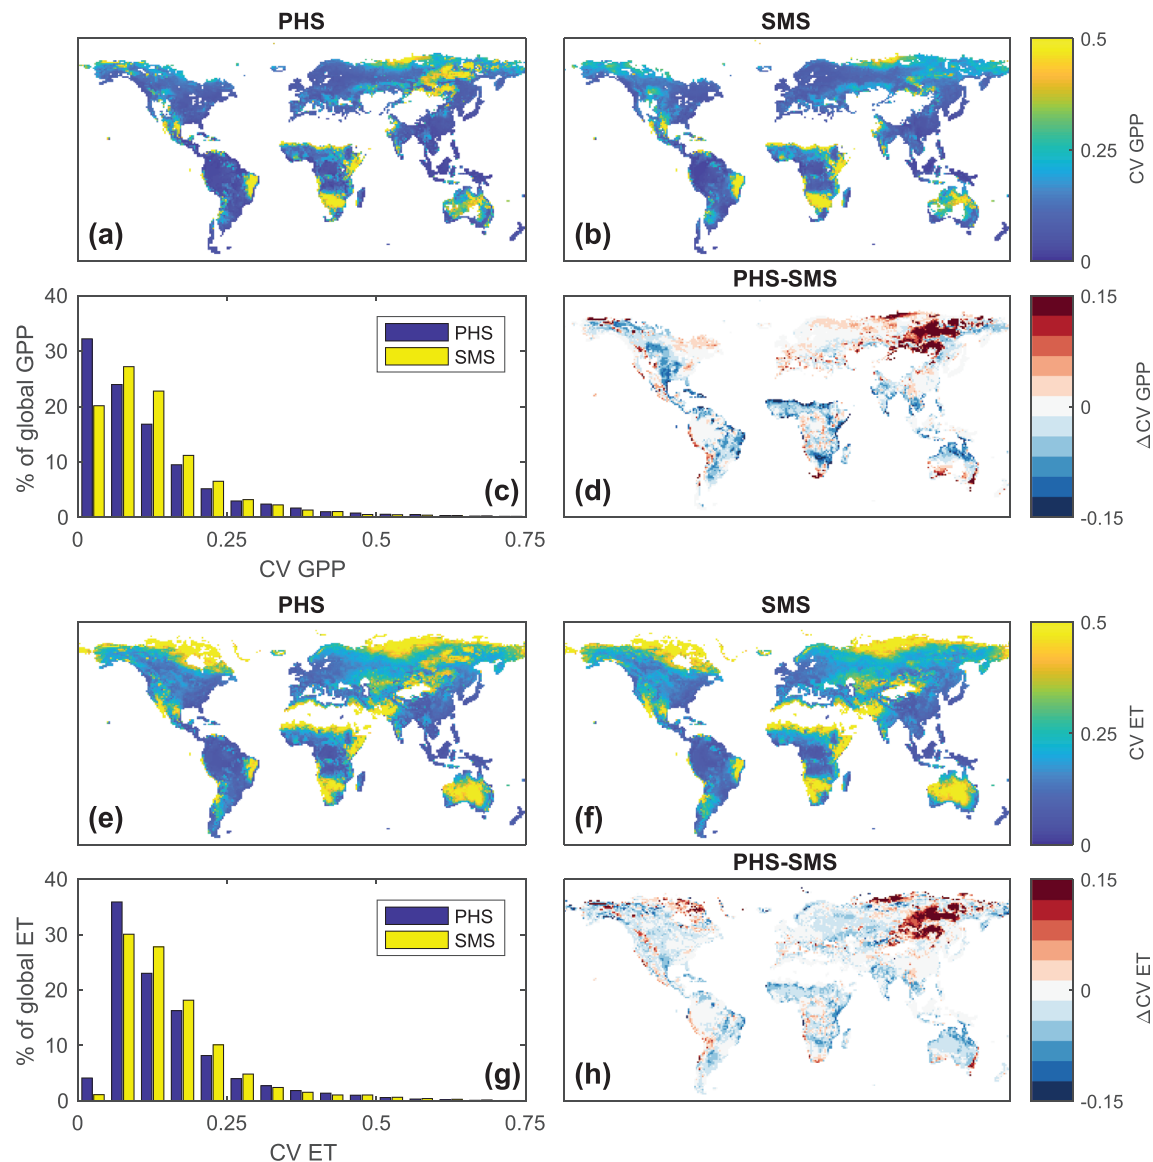 PHS
SMS
(a)
(b)
0.5
0.25
0
CV GPP
PHS-SMS
40
30
20
10
0
% of global GPP
PHS
SMS
(c)
0
0.25
0.5
0.75
CV GPP
(d)
0.15
0
-0.15
△CV GPP
PHS
SMS
(e)
(f)
0.5
0.25
0
CV ET
PHS-SMS
40
30
20
10
0
% of global ET
PHS
SMS
(g)
0
0.25
0.5
0.75
CV ET
(h)
0.15
0
-0.15
△CV ET